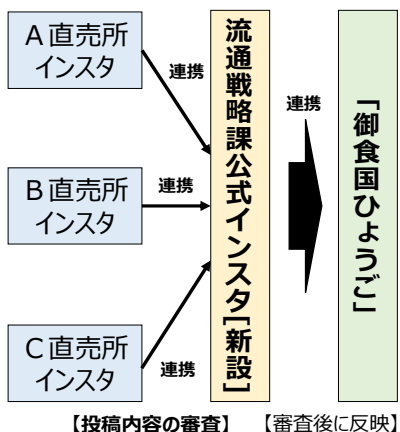 A直売所
インスタ
連携
B直売所
インスタ
連携
C直売所
インスタ
連携
流通戦略課公式インスタ[新設]
連携
「御食国ひょうご」
【投稿内容の審査】
【審査後に反映】